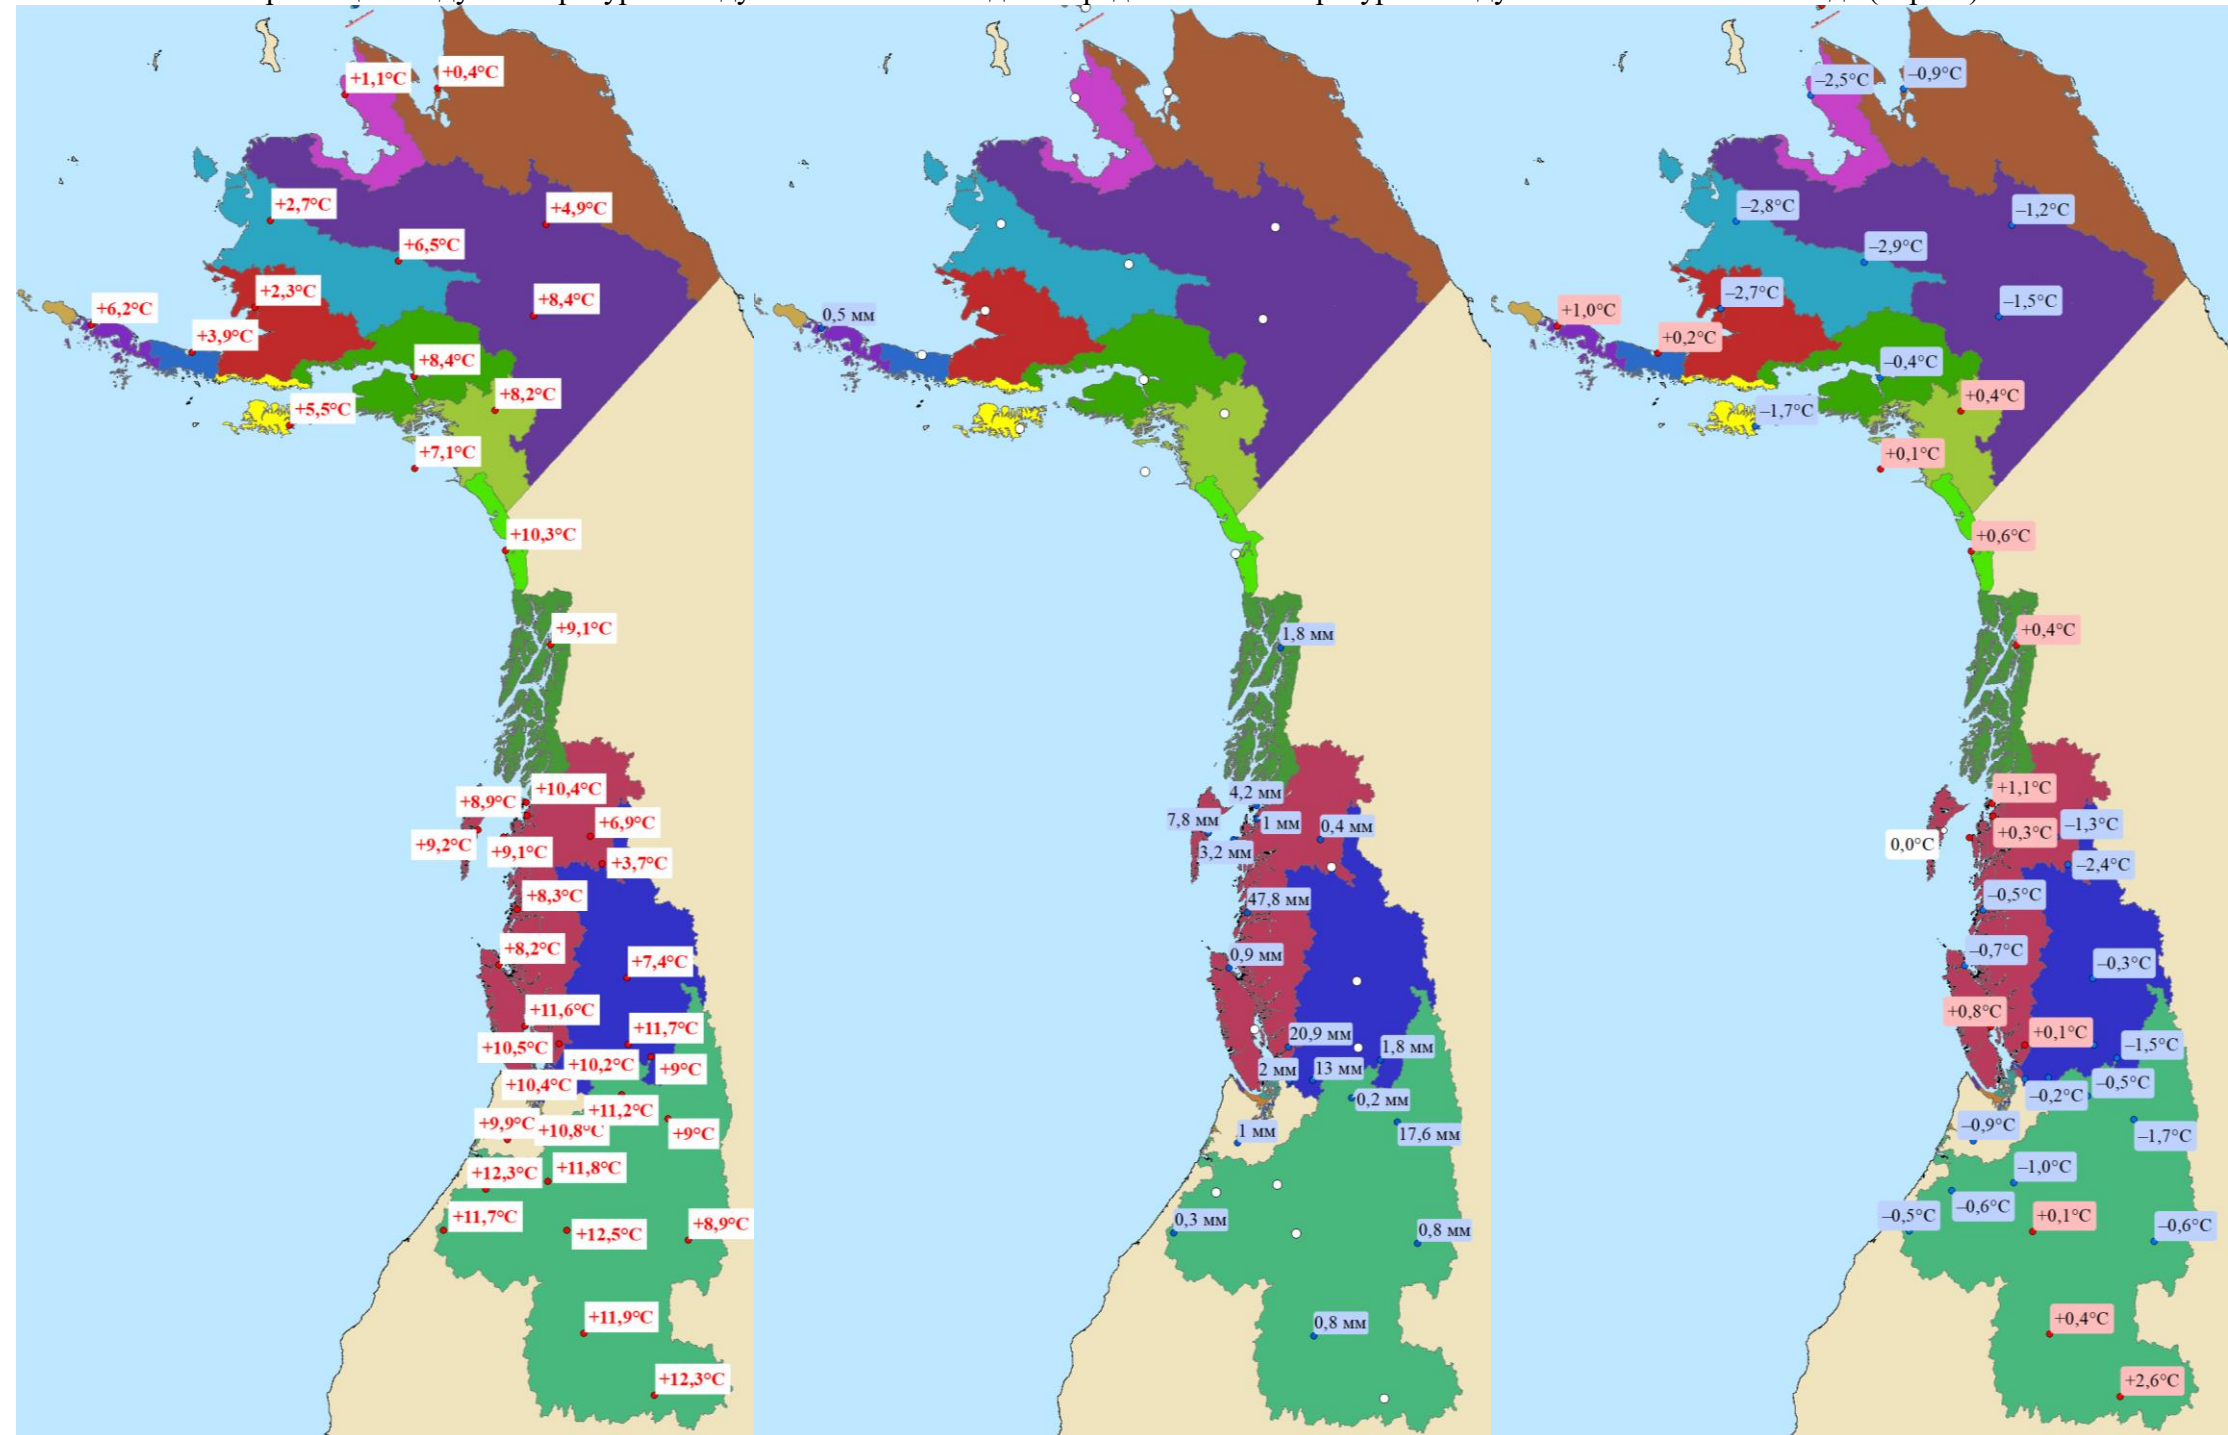 +1,1°C
+0,4°C
+2,7°C
+4,9°C
+6,5°C
+2,3°C
+8,4°C
+6,2°C
+3,9°C
+8,4°C
+8,2°C
+5,5°C
+7,1°C
+10,3°C
+9,1°C
+10,4°C
+8,9°C
+6,9°C
+9,2°C
+9,1°C
+3,7°C
+8,3°C
+8,2°C
+7,4°C
+11,6°C
+11,7°C
+10,5°C
+10,2°C
+9°C
+10,4°C
+11,2°C
+9,9°C
+10,8°C
+9°C
+12,3°C
+11,8°C
+11,7°C
+12,5°C
+8,9°C
+11,9°C
+12,3°C
0,5 мм
1,8 мм
4,2 мм
7,8 мм
1 мм
0,4 мм
3,2 мм
47,8 мм
0,9 мм
20,9 мм
1,8 мм
2 мм
13 мм
0,2 мм
1 мм
17,6 мм
0,3 мм
0,8 мм
0,8 мм
–2,5°C
–0,9°C
–2,8°C
–1,2°C
–2,9°C
–2,7°C
–1,5°C
+1,0°C
+0,2°C
–0,4°C
+0,4°C
–1,7°C
+0,1°C
+0,6°C
+0,4°C
+1,1°C
–1,3°C
+0,3°C
0,0°C
–2,4°C
–0,5°C
–0,7°C
–0,3°C
+0,8°C
+0,1°C
–1,5°C
–0,5°C
–0,2°C
–0,9°C
–1,7°C
–1,0°C
–0,6°C
–0,5°C
+0,1°C
–0,6°C
+0,4°C
+2,6°C